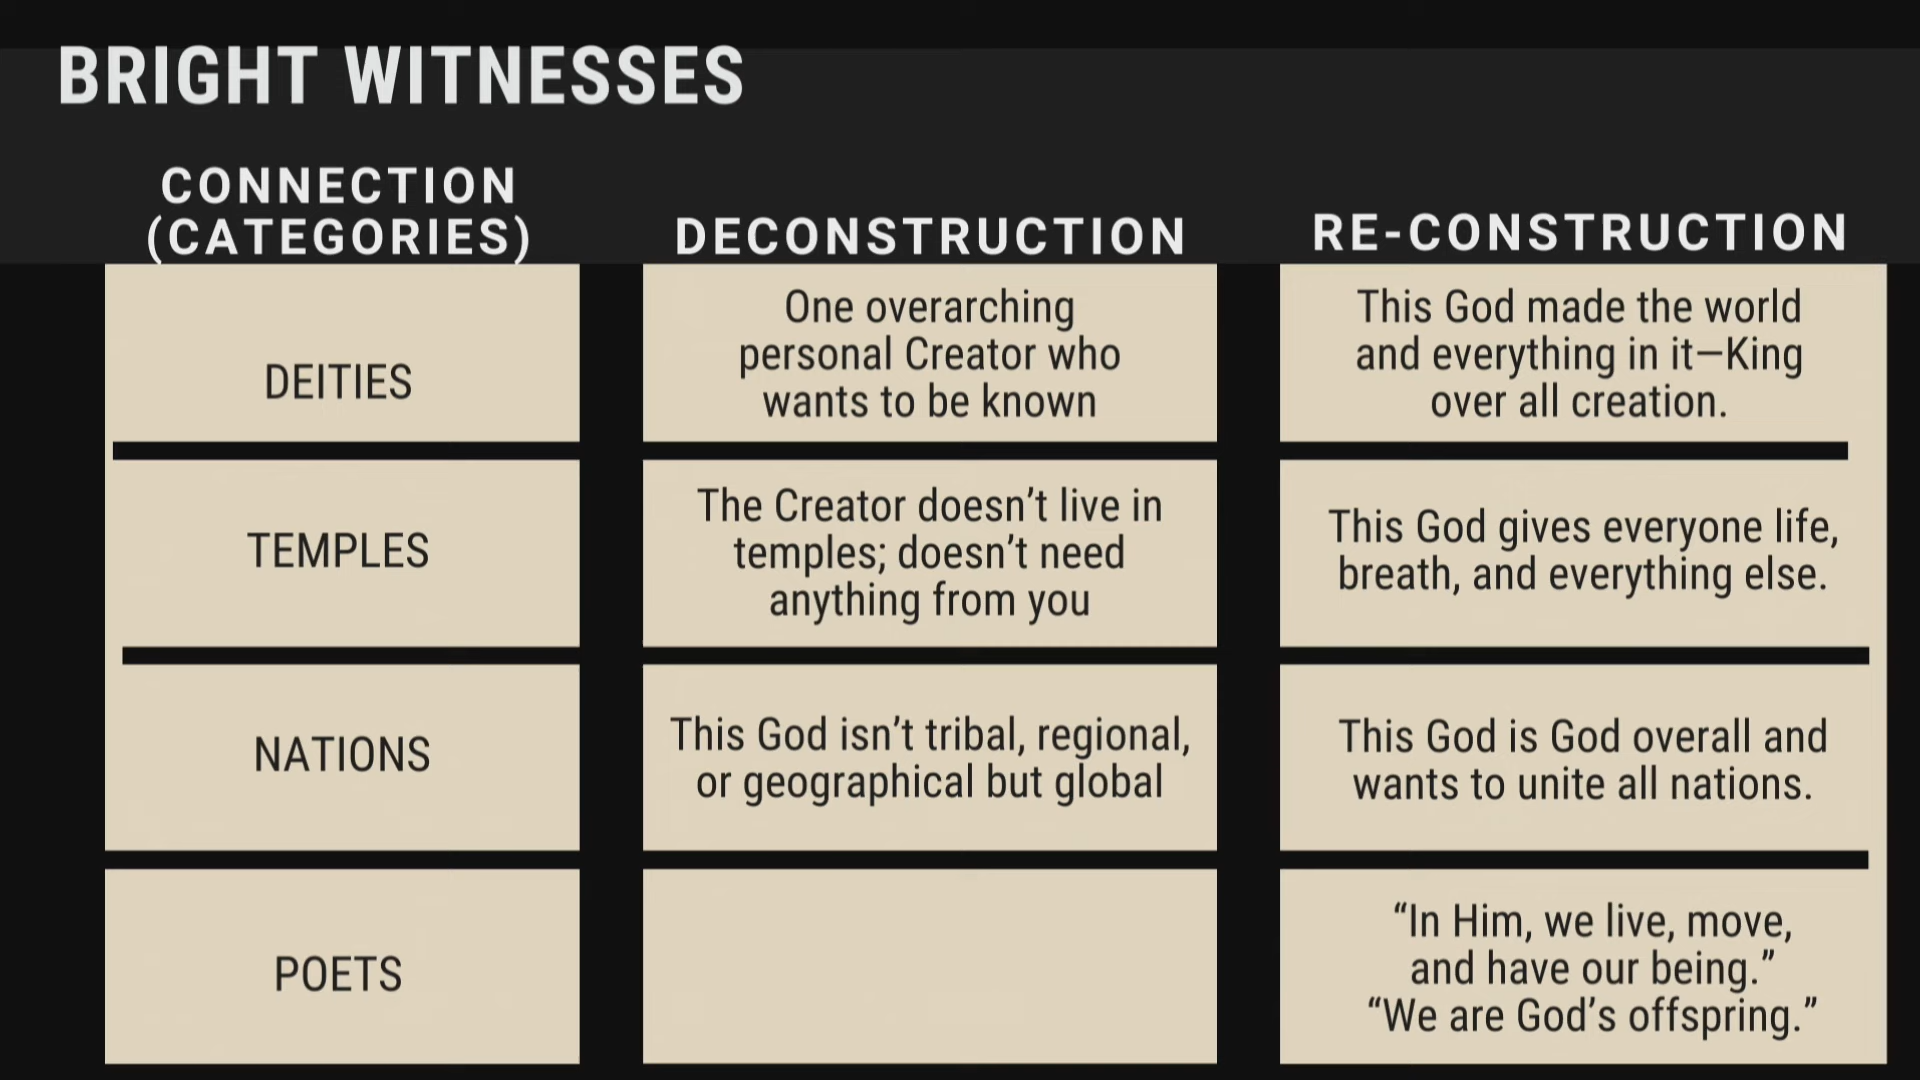 BRIGHT WITNESSES
CONNECTION
(CATEGORIES)
DECONSTRUCTION
RE-CONSTRUCTION
DEITIES
One overarching
personal Creator who
wants to be known
This God made the world
and everything in it—King
over all creation.
TEMPLES
The Creator doesn’t live in
temples; doesn’t need
anything from you
This God gives everyone life,
breath, and everything else.
NATIONS
This God isn’t tribal, regional,
or geographical but global
This God is God overall and
wants to unite all nations.
POETS
“In Him, we live, move,
and have our being.”
“We are God’s offspring.”